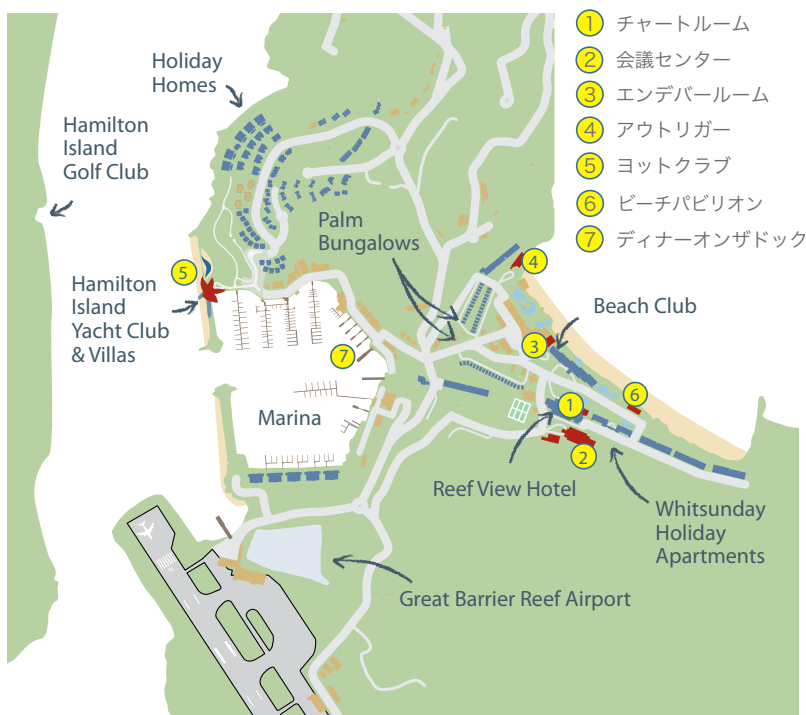 ① チャートルーム
② 会議センター
③ エンデバールーム
④ アウトリガー
⑤ ヨットクラブ
⑥ ビーチパビリオン
⑦ ディナーオンザドック
Holiday
Homes
Hamilton
Island
Golf Club
Palm
Bungalows
4
5
Hamilton
Island
Yacht Club
& Villas
Beach Club
3
7
6
1
Marina
2
Reef View Hotel
Whitsunday
Holiday
Apartments
Great Barrier Reef Airport